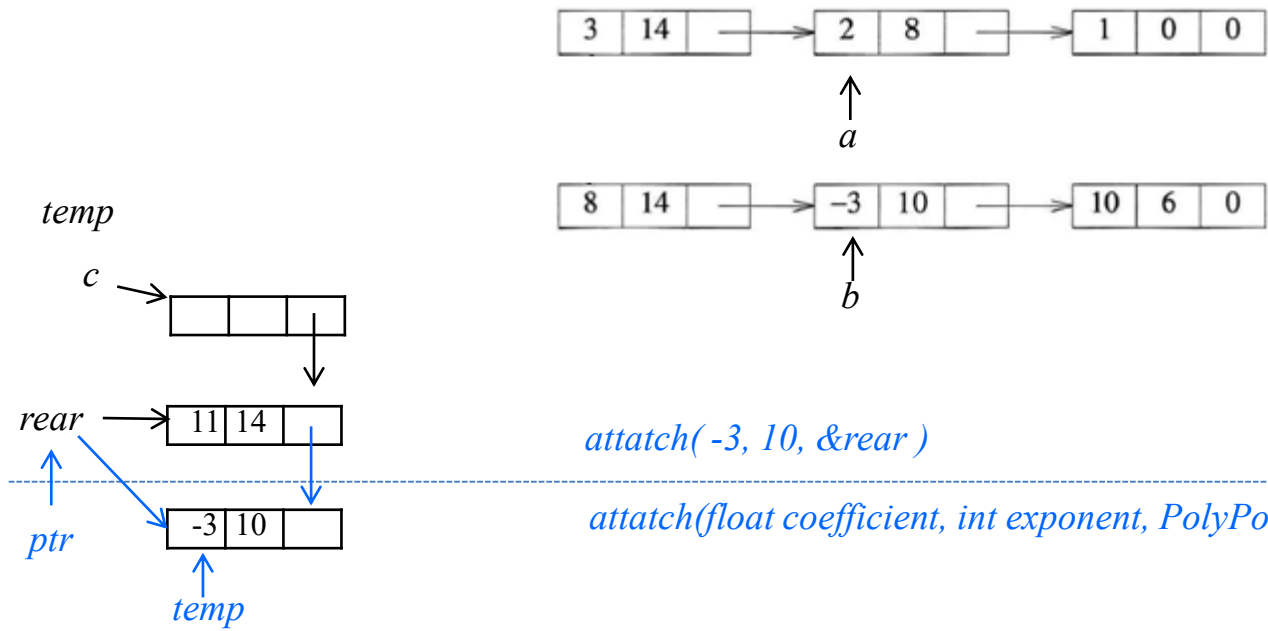 3 14 2 8 1 0 0
a
8 14 -3 10 10 6 0
b
temp
c
rear 11 14
attatch( -3, 10, &rear )
ptr -3 10
attatch(float coefficient, int exponent, PolyPo
temp